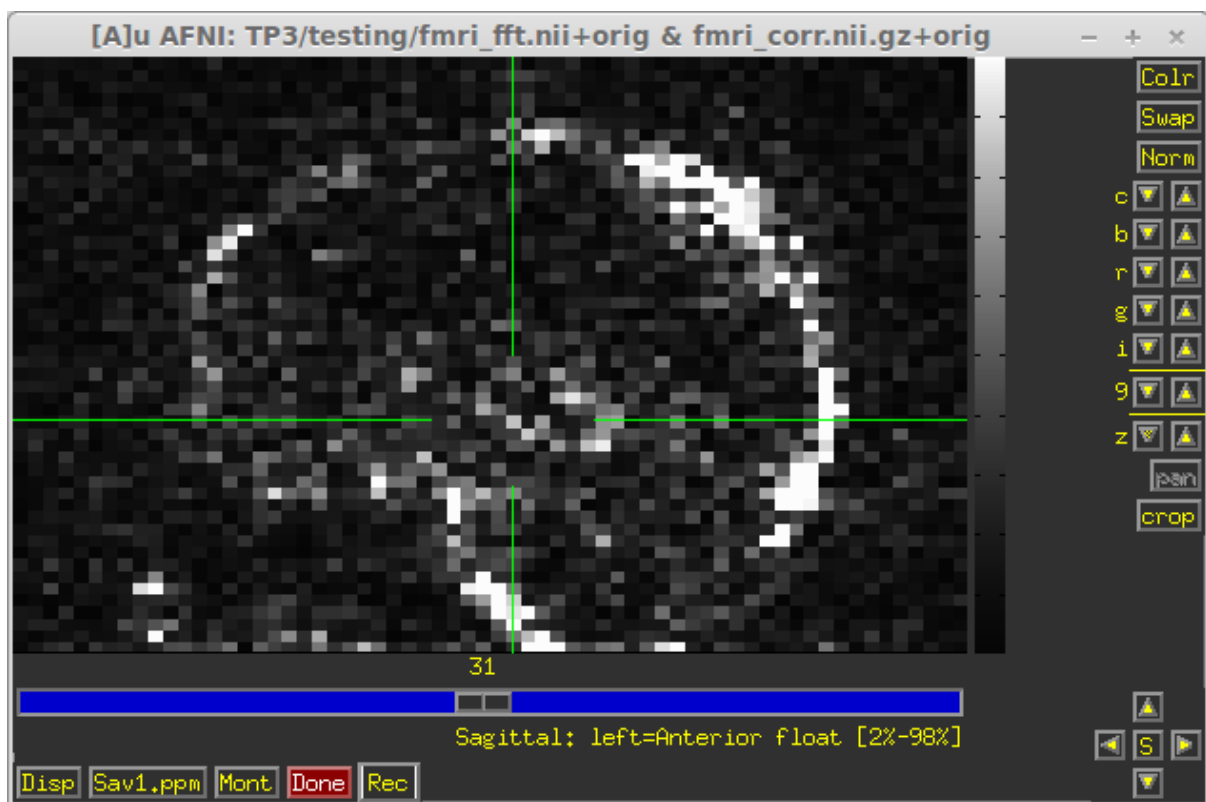 [A]u AFNI: TP3/testing/fmri_fft.nii+orig & fmri_corr.nii.gz+orig
Colr
Swap
Norm
c
b
r
g
i
9
z
pan
crop
31
Sagittal: left=Anterior float [2%-98%]
S
Disp Sav1.ppm Mont Done Rec